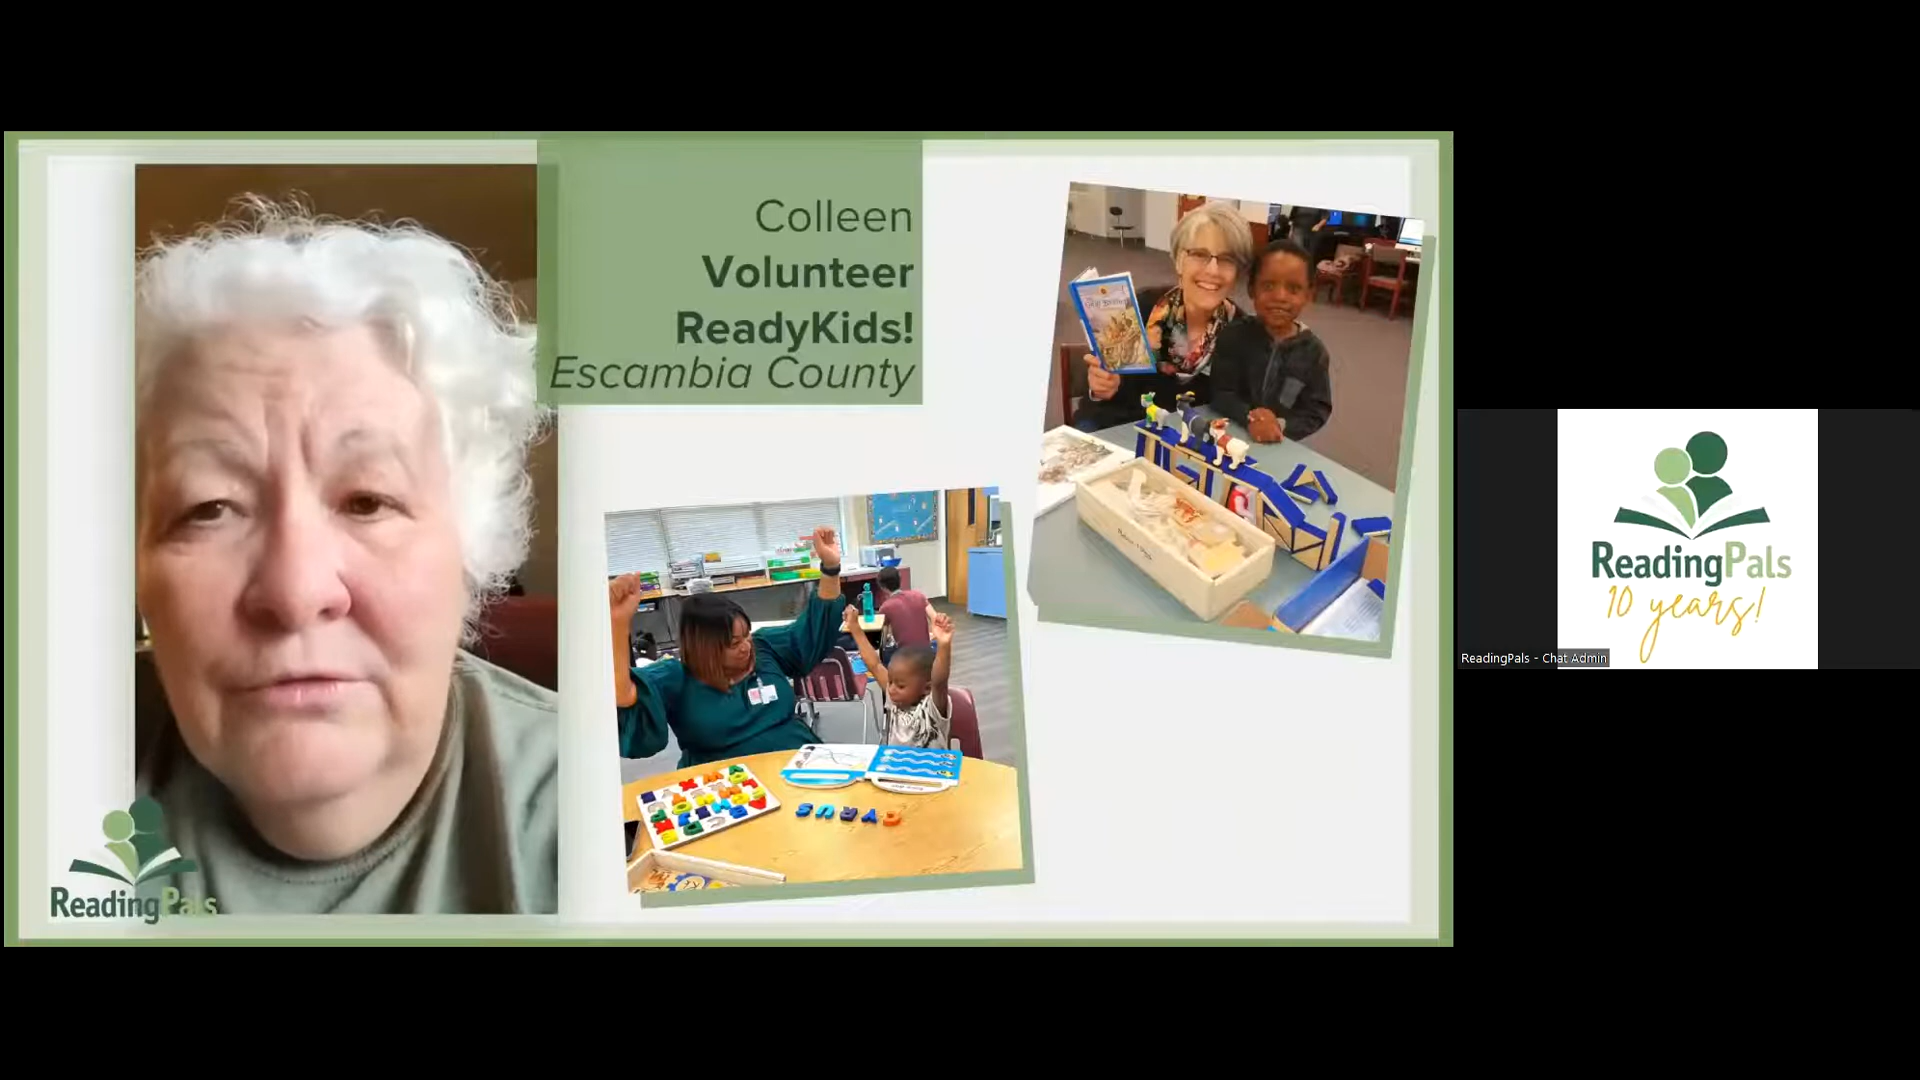 Colleen
Volunteer
ReadyKids!
Escambia County
CYRUS
ReadingPals
ReadingPals
10 years!
ReadingPals - Chat Admin